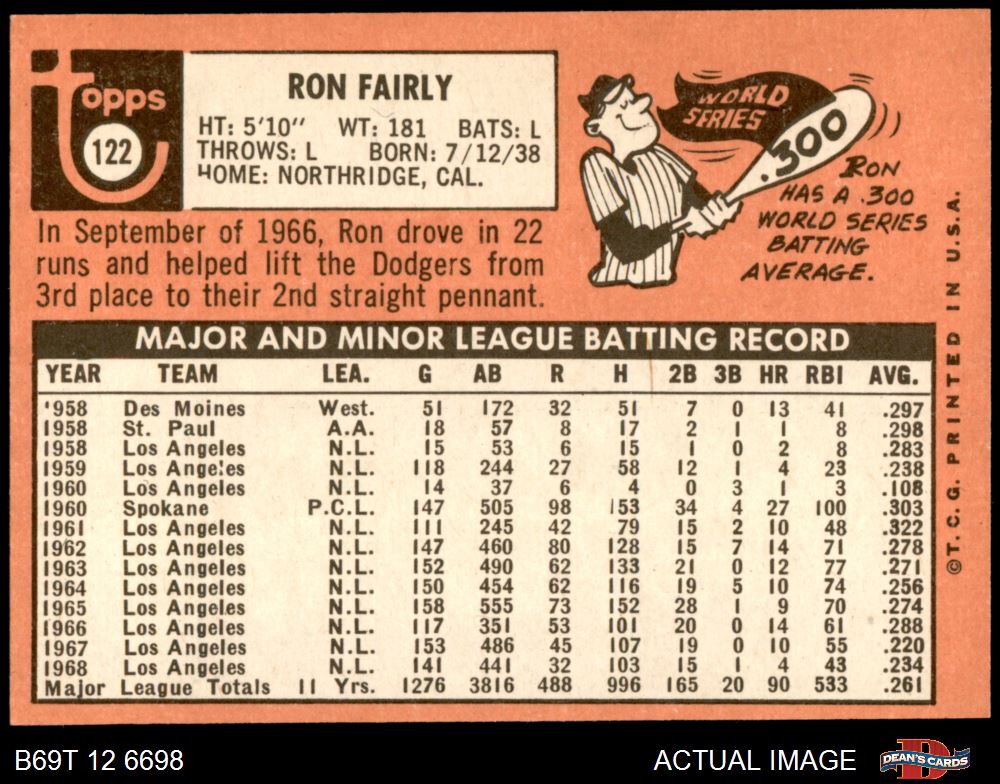 topps
122
RON FAIRLY
HT: 5'10" WT: 181 BATS: L
THROWS: L BORN: 7/12/38
HOME: NORTHRIDGE, CAL.
In September of 1966, Ron drove in 22
runs and helped lift the Dodgers from
3rd place to their 2nd straight pennant.
WORLD
SERIES
.300
RON
HAS A .300
WORLD SERIES
BATTING
AVERAGE.
MAJOR AND MINOR LEAGUE BATTING RECORD
YEAR TEAM LEA. G AB R H 2B 3B HR RBI AVG.
1958 Des Moines West. 51 172 32 51 7 0 13 41 .297
1958 St. Paul A.A. 18 57 8 17 2 1 1 8 .298
1958 Los Angeles N.L. 15 53 6 15 1 0 2 8 .283
1959 Los Angeles N.L. 118 244 27 58 12 1 4 23 .238
1960 Los Angeles N.L. 14 37 6 4 0 3 1 3 .108
1960 Spokane P.C.L. 147 505 98 153 34 4 27 100 .303
1961 Los Angeles N.L. 111 245 42 79 15 2 10 48 .322
1962 Los Angeles N.L. 147 460 80 128 15 7 14 71 .278
1963 Los Angeles N.L. 152 490 62 133 21 0 12 77 .271
1964 Los Angeles N.L. 150 454 62 116 19 5 10 74 .256
1965 Los Angeles N.L. 158 555 73 152 28 1 9 70 .274
1966 Los Angeles N.L. 117 351 53 101 20 0 14 61 .288
1967 Los Angeles N.L. 153 486 45 107 19 0 10 55 .220
1968 Los Angeles N.L. 141 441 32 103 15 1 4 43 .234
Major League Totals 11 Yrs. 1276 3816 488 996 165 20 90 533 .261
©T.C.G. PRINTED IN U.S.A.
B69T 12 6698
ACTUAL IMAGE
DEAN'S CARDS